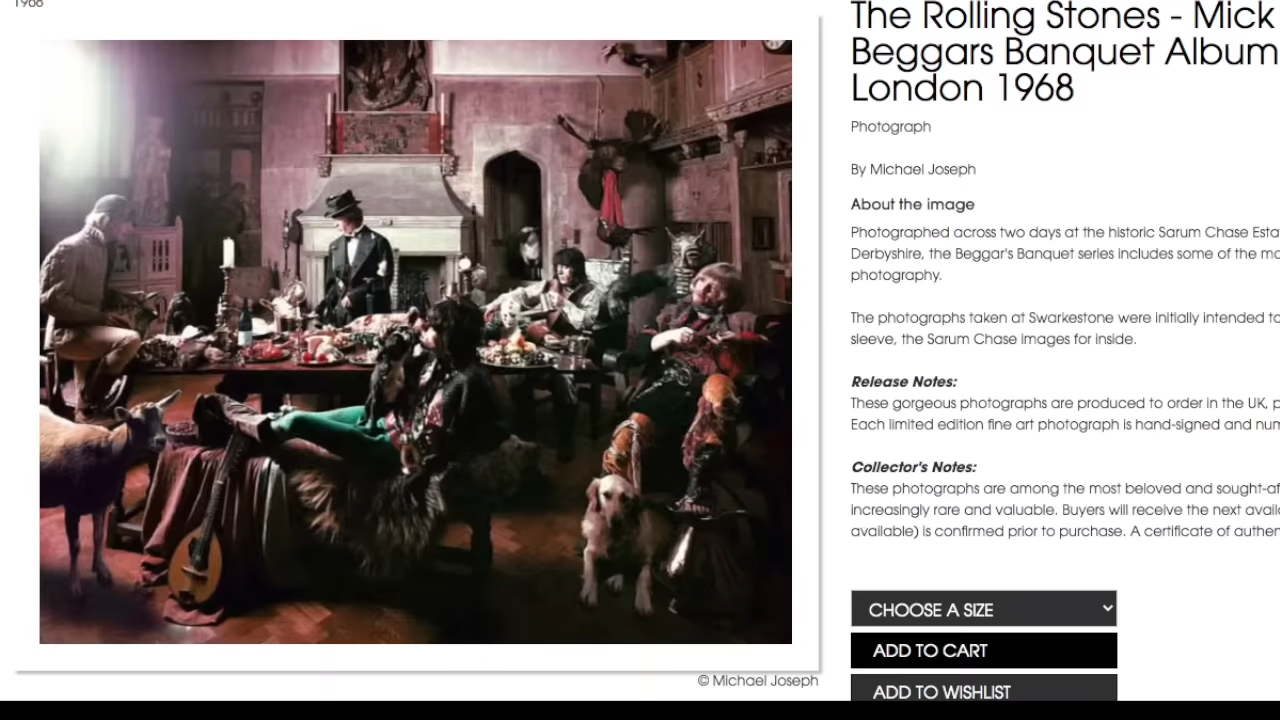 1968
The Rolling Stones - Mick
Beggars Banquet Album
London 1968
Photograph
By Michael Joseph
About the image
Photographed across two days at the historic Sarum Chase Esta
Derbyshire, the Beggar's Banquet series includes some of the mo
photography.
The photographs taken at Swarkestone were initially intended to
sleeve, the Sarum Chase images for inside.
Release Notes:
These gorgeous photographs are produced to order in the UK, p
Each limited edition fine art photograph is hand-signed and num
Collector's Notes:
These photographs are among the most beloved and sought-af
increasingly rare and valuable. Buyers will receive the next avail
available) is confirmed prior to purchase. A certificate of authen
CHOOSE A SIZE
ADD TO CART
© Michael Joseph
ADD TO WISHLIST